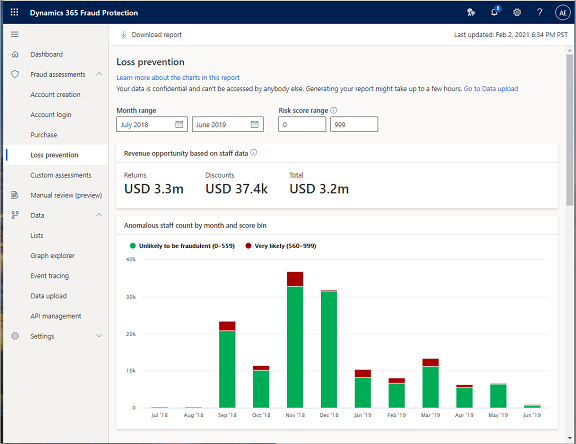 Dynamics 365 Fraud Protection
6
?
AE
Download report
Last updated: Feb 2, 2021 6:34 PM PST
Dashboard
Fraud assessments
Account creation
Account login
Purchase
Loss prevention
Custom assessments
Manual review (preview)
Data
Lists
Graph explorer
Event tracing
Data upload
API management
Settings
Loss prevention
Learn more about the charts in this report
Your data is confidential and can't be accessed by anybody else. Generating your report might take up to a few hours. Go to Data upload
Month range
Risk score range
July 2018
June 2019
0
999
Revenue opportunity based on staff data
Returns
Discounts
Total
USD 3.3m
USD 37.4k
USD 3.2m
Anomalous staff count by month and score bin
Unlikely to be fraudulent (0–559)
Very likely (560–999)
40k
30k
20k
10k
0
Jul '18
Aug '18
Sep '18
Oct '18
Nov '18
Dec '18
Jan '19
Feb '19
Mar '19
Apr '19
May '19
Jun '19